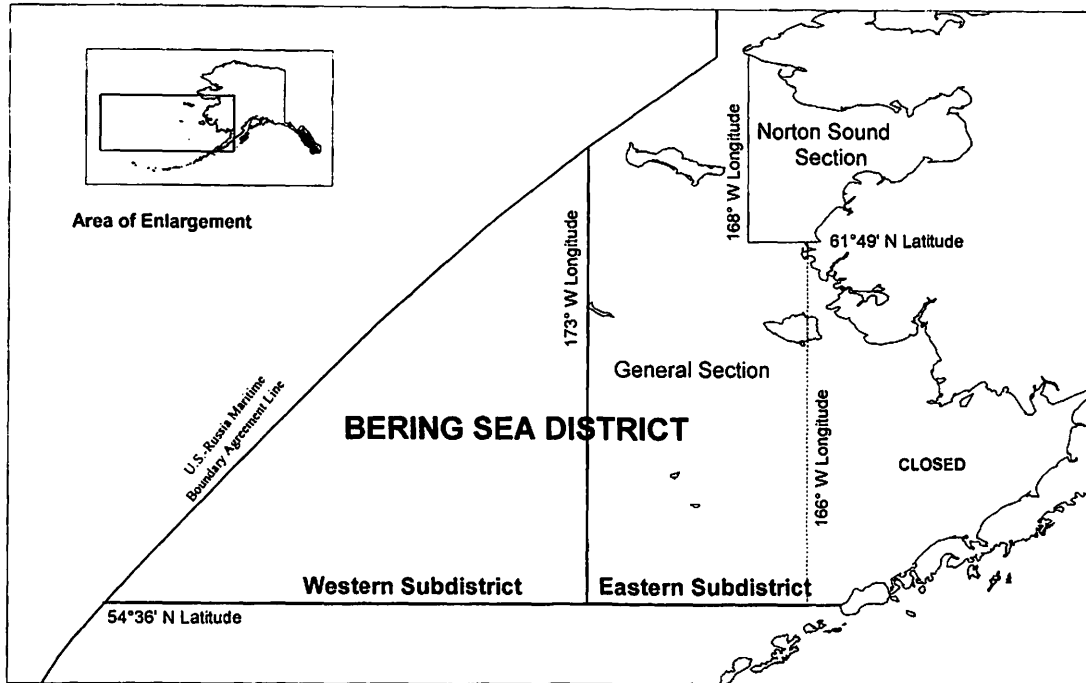 Area of Enlargement
Norton Sound
Section
168° W Longitude
61°49' N Latitude
173° W Longitude
General Section
U.S.-Russia Maritime
Boundary Agreement Line
BERING SEA DISTRICT
166° W Longitude
CLOSED
Western Subdistrict
Eastern Subdistrict
54°36' N Latitude